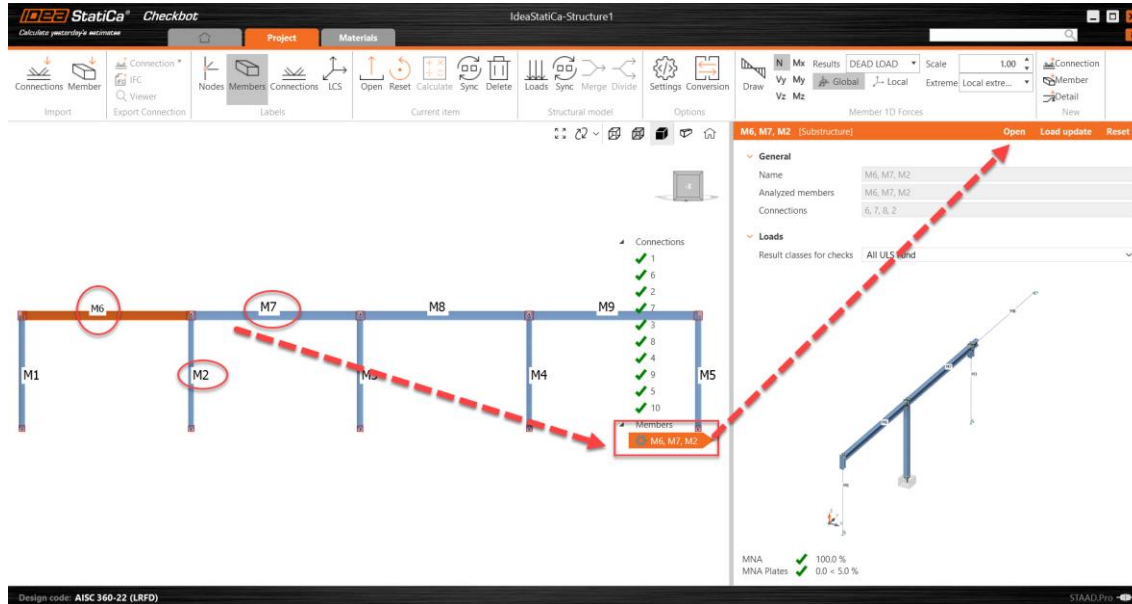 IDEA StatiCa® Checkbot
IdeaStatiCa-Structure1
Calculate yesterday's estimates
Project
Materials
Connections Member
Connection
IFC
Viewer
Import
Export Connection
Nodes Members Connections LCS
Labels
Open Reset Calculate Sync Delete
Current item
Loads Sync Merge Divide
Structural model
Settings Conversion
Options
Draw
N Mx
Vy My
Vz Mz
Results DEAD LOAD Scale 1.00
Global Local Extreme Local extre...
Member 1D Forces
Connection
Member
Detail
New
M6, M7, M2 [Substructure]
Open Load update Reset
General
Name M6, M7, M2
Analyzed members M6, M7, M2
Connections 6, 7, 8, 2
Loads
Result classes for checks All ULS Fund
Connections
1
6
2
7
3
8
4
9
5
10
Members
M6, M7, M2
M6 M7 M8 M9
M1 M2 M3 M4 M5
MNA 100.0 %
MNA Plates 0.0 < 5.0 %
Design code: AISC 360-22 (LRFD)
STAAD.Pro